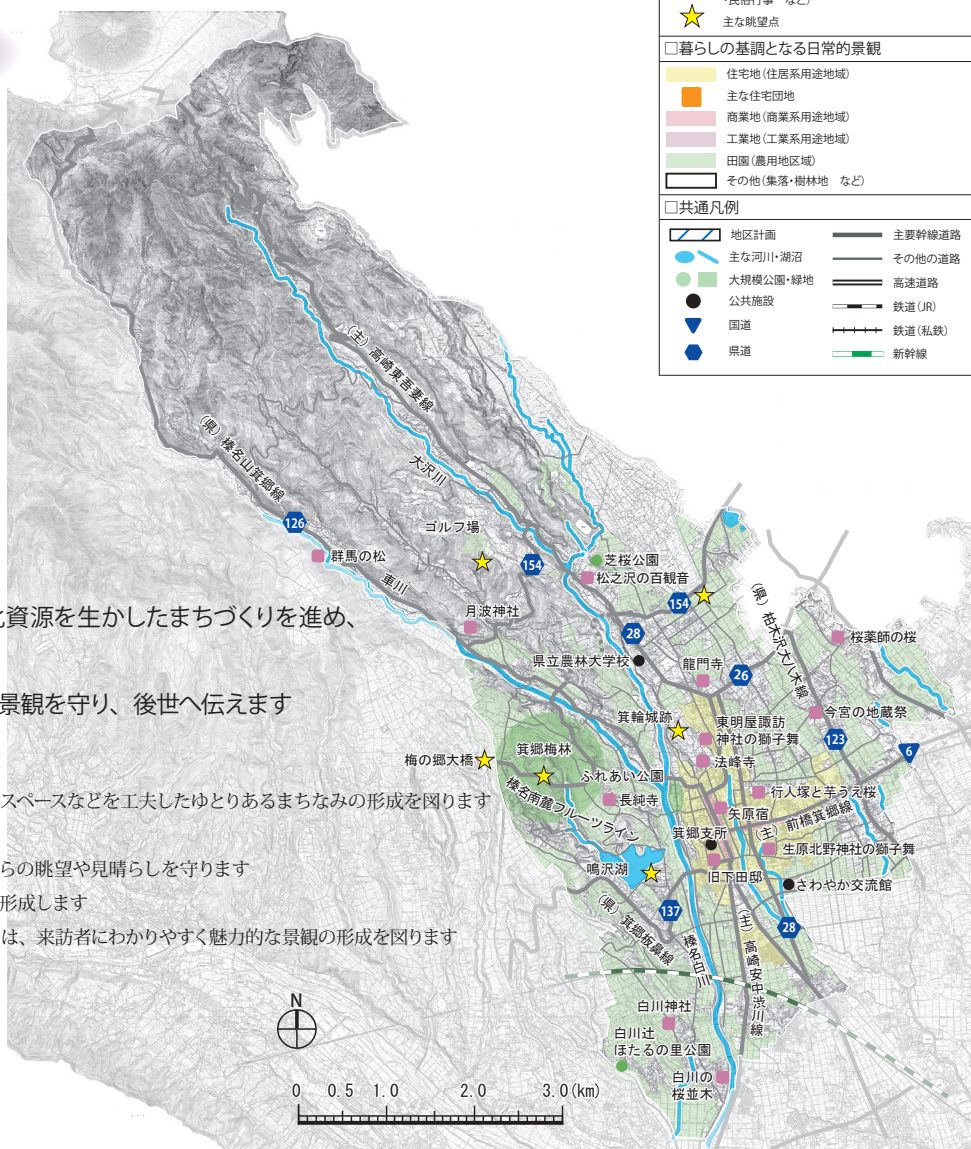 ・民俗行事　など)
主な眺望点
□暮らしの基調となる日常的景観
住宅地(住居系用途地域)
主な住宅団地
商業地(商業系用途地域)
工業地(工業系用途地域)
田園(農用地区域)
その他(集落・樹林地　など)
□共通凡例
地区計画
主な河川・湖沼
大規模公園・緑地
公共施設
国道
県道
主要幹線道路
その他の道路
高速道路
鉄道(JR)
鉄道(私鉄)
新幹線
(主)高崎東吾妻線
大沢川
(県)榛名山箕郷線
126
群馬の松
車川
ゴルフ場
154
芝桜公園
松之沢の百観音
154
月波神社
28
県立農林大学校
龍門寺
26
(県)柏木沢大八木線
桜薬師の桜
今宮の地蔵祭
123
6
資源を生かしたまちづくりを進め、
景観を守り、後世へ伝えます
箕輪城跡
東明屋諏訪
神社の獅子舞
法峰寺
梅の郷大橋
箕郷梅林
ふれあい公園
行人塚と芋うえ桜
スペースなどを工夫したゆとりあるまちなみの形成を図ります
榛名南麓フルーツライン
長純寺
矢原宿
(主)前橋箕郷線
箕郷支所
生原北野神社の獅子舞
らの眺望や見晴らしを守ります
鳴沢湖
旧下田邸
さわやか交流館
形成します
137
28
は、来訪者にわかりやすく魅力的な景観の形成を図ります
(県)箕郷板鼻線
榛名白川
(主)高崎安中渋川線
N
白川神社
白川辻
ほたるの里公園
白川の
桜並木
0 0.5 1.0 2.0 3.0(km)